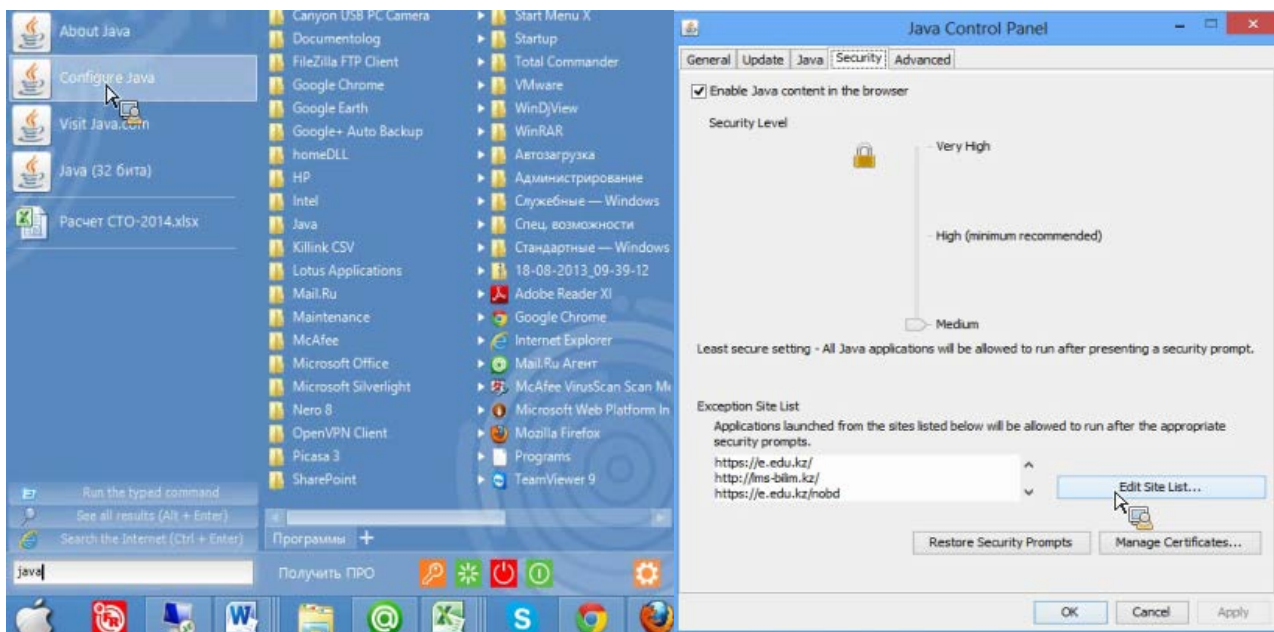 About Java
Configure Java
Visit Java.com
Java (32 бита)
Расчет СТО-2014.xlsx
Run the typed command
See all results (Alt + Enter)
Search the Internet (Ctrl + Enter)
java
Canyon USB PC Camera
Documentolog
FileZilla FTP Client
Google Chrome
Google Earth
Google+ Auto Backup
homeDLL
HP
Intel
Java
Killink CSV
Lotus Applications
Mail.Ru
Maintenance
McAfee
Microsoft Office
Microsoft Silverlight
Nero 8
OpenVPN Client
Picasa 3
SharePoint
Start Menu X
Startup
Total Commander
VMware
WinDjView
WinRAR
Автозагрузка
Администрирование
Служебные — Windows
Спец. возможности
Стандартные — Windows
18-08-2013_09-39-12
Adobe Reader XI
Google Chrome
Internet Explorer
Mail.Ru Агент
McAfee VirusScan Scan
Microsoft Web Platform In
Mozilla Firefox
Programs
TeamViewer 9
Программы +
Получить ПРО
Java Control Panel
General Update Java Security Advanced
Enable Java content in the browser
Security Level
Very High
High (minimum recommended)
Medium
Least secure setting - All Java applications will be allowed to run after presenting a security prompt.
Exception Site List
Applications launched from the sites listed below will be allowed to run after the appropriate
security prompts.
https://e.edu.kz/
http://lms-bilim.kz/
https://e.edu.kz/nobd
Edit Site List...
Restore Security Prompts Manage Certificates...
OK Cancel Apply